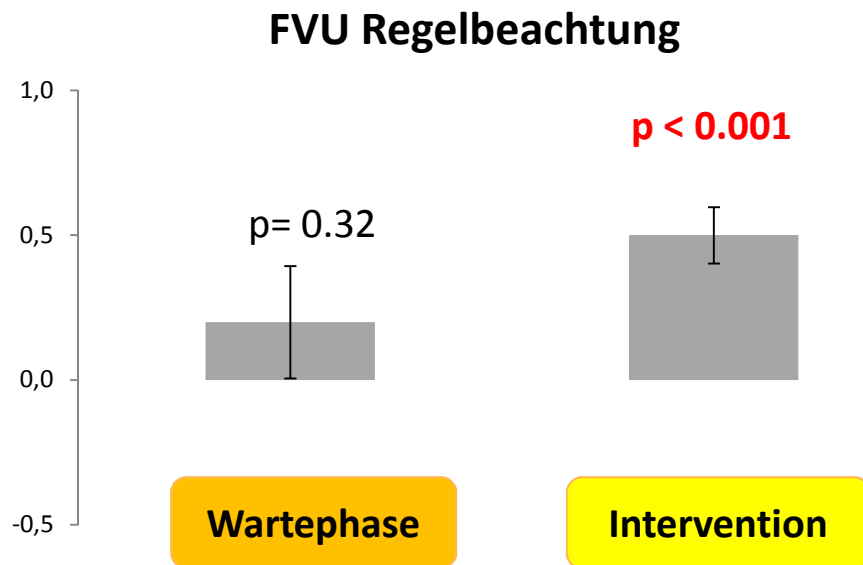 FVU Regelbeachtung
1,0
p < 0.001
p= 0.32
0,5
0,0
-0,5
Wartephase
Intervention